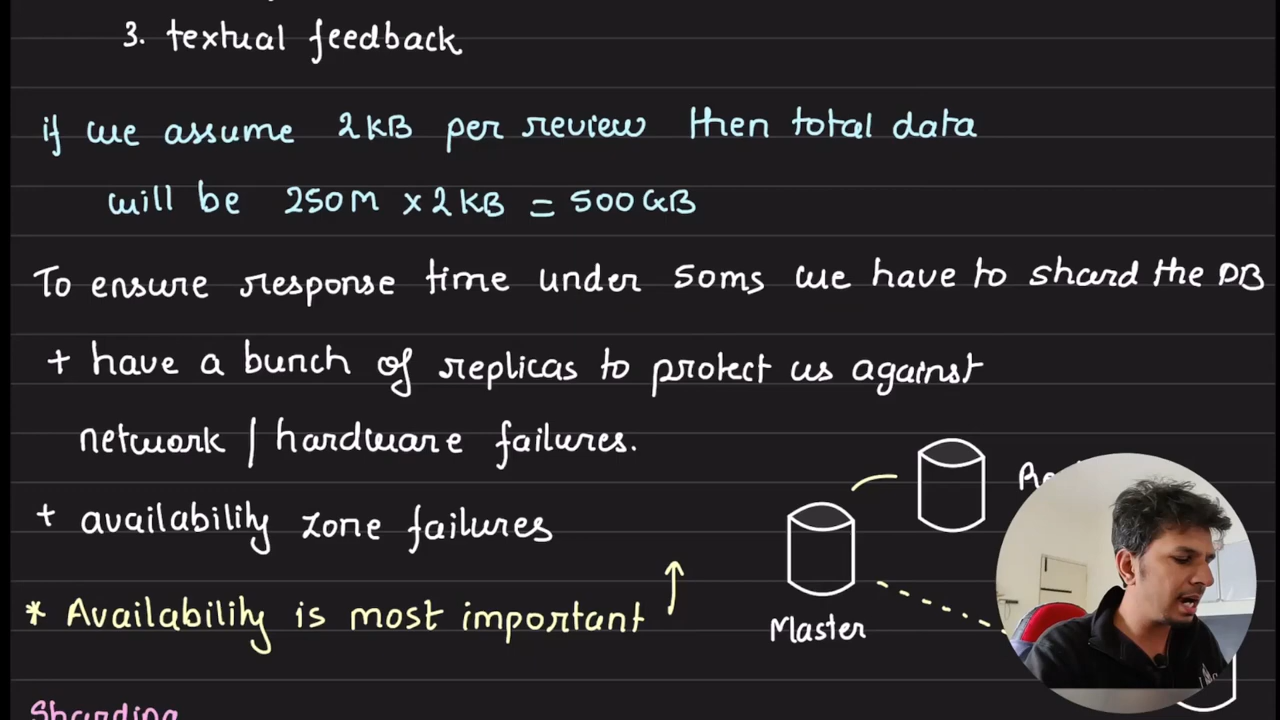 3. textual feedback
if we assume 2KB per review then total data
will be 250M x 2KB = 500GB
To ensure response time under 50ms we have to shard the DB
+ have a bunch of replicas to protect us against
network / hardware failures.
+ availability zone failures
* Availability is most important ↑
Master
Sharding